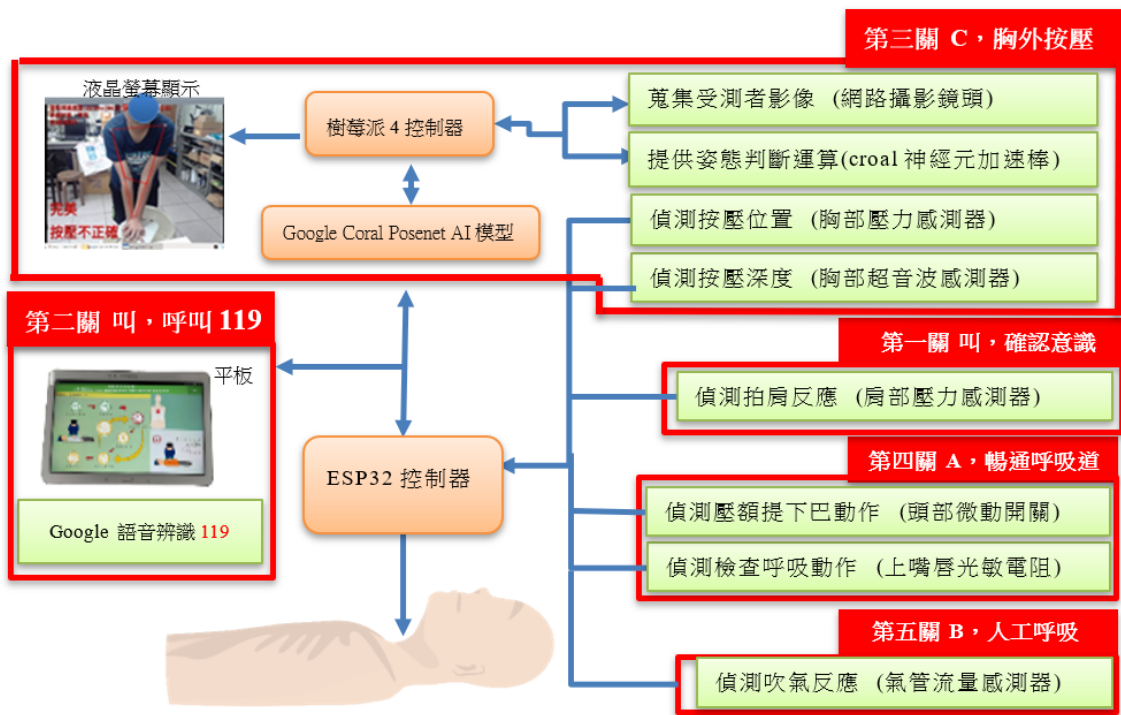 第三關 C，胸外按壓
液晶螢幕顯示
完美
按壓不正確
樹莓派 4 控制器
Google Coral Posenet AI 模型
蒐集受測者影像 (網路攝影鏡頭)
提供姿態判斷運算(croal 神經元加速棒)
偵測按壓位置 (胸部壓力感測器)
偵測按壓深度 (胸部超音波感測器)
第二關 叫，呼叫 119
平板
Google 語音辨識 119
ESP32 控制器
第一關 叫，確認意識
偵測拍肩反應 (肩部壓力感測器)
第四關 A，暢通呼吸道
偵測壓額提下巴動作 (頭部微動開關)
偵測檢查呼吸動作 (上嘴唇光敏電阻)
第五關 B，人工呼吸
偵測吹氣反應 (氣管流量感測器)